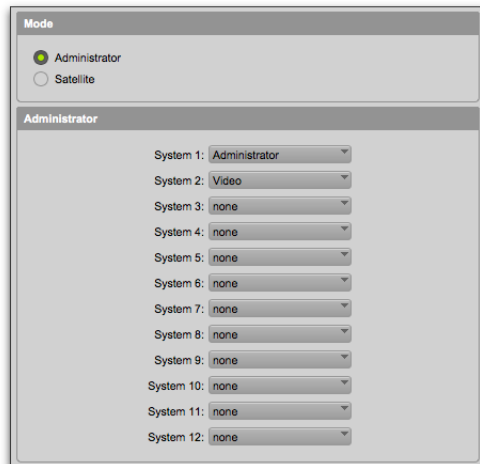 Mode
Administrator
Satellite
Administrator
System 1: Administrator
System 2: Video
System 3: none
System 4: none
System 5: none
System 6: none
System 7: none
System 8: none
System 9: none
System 10: none
System 11: none
System 12: none